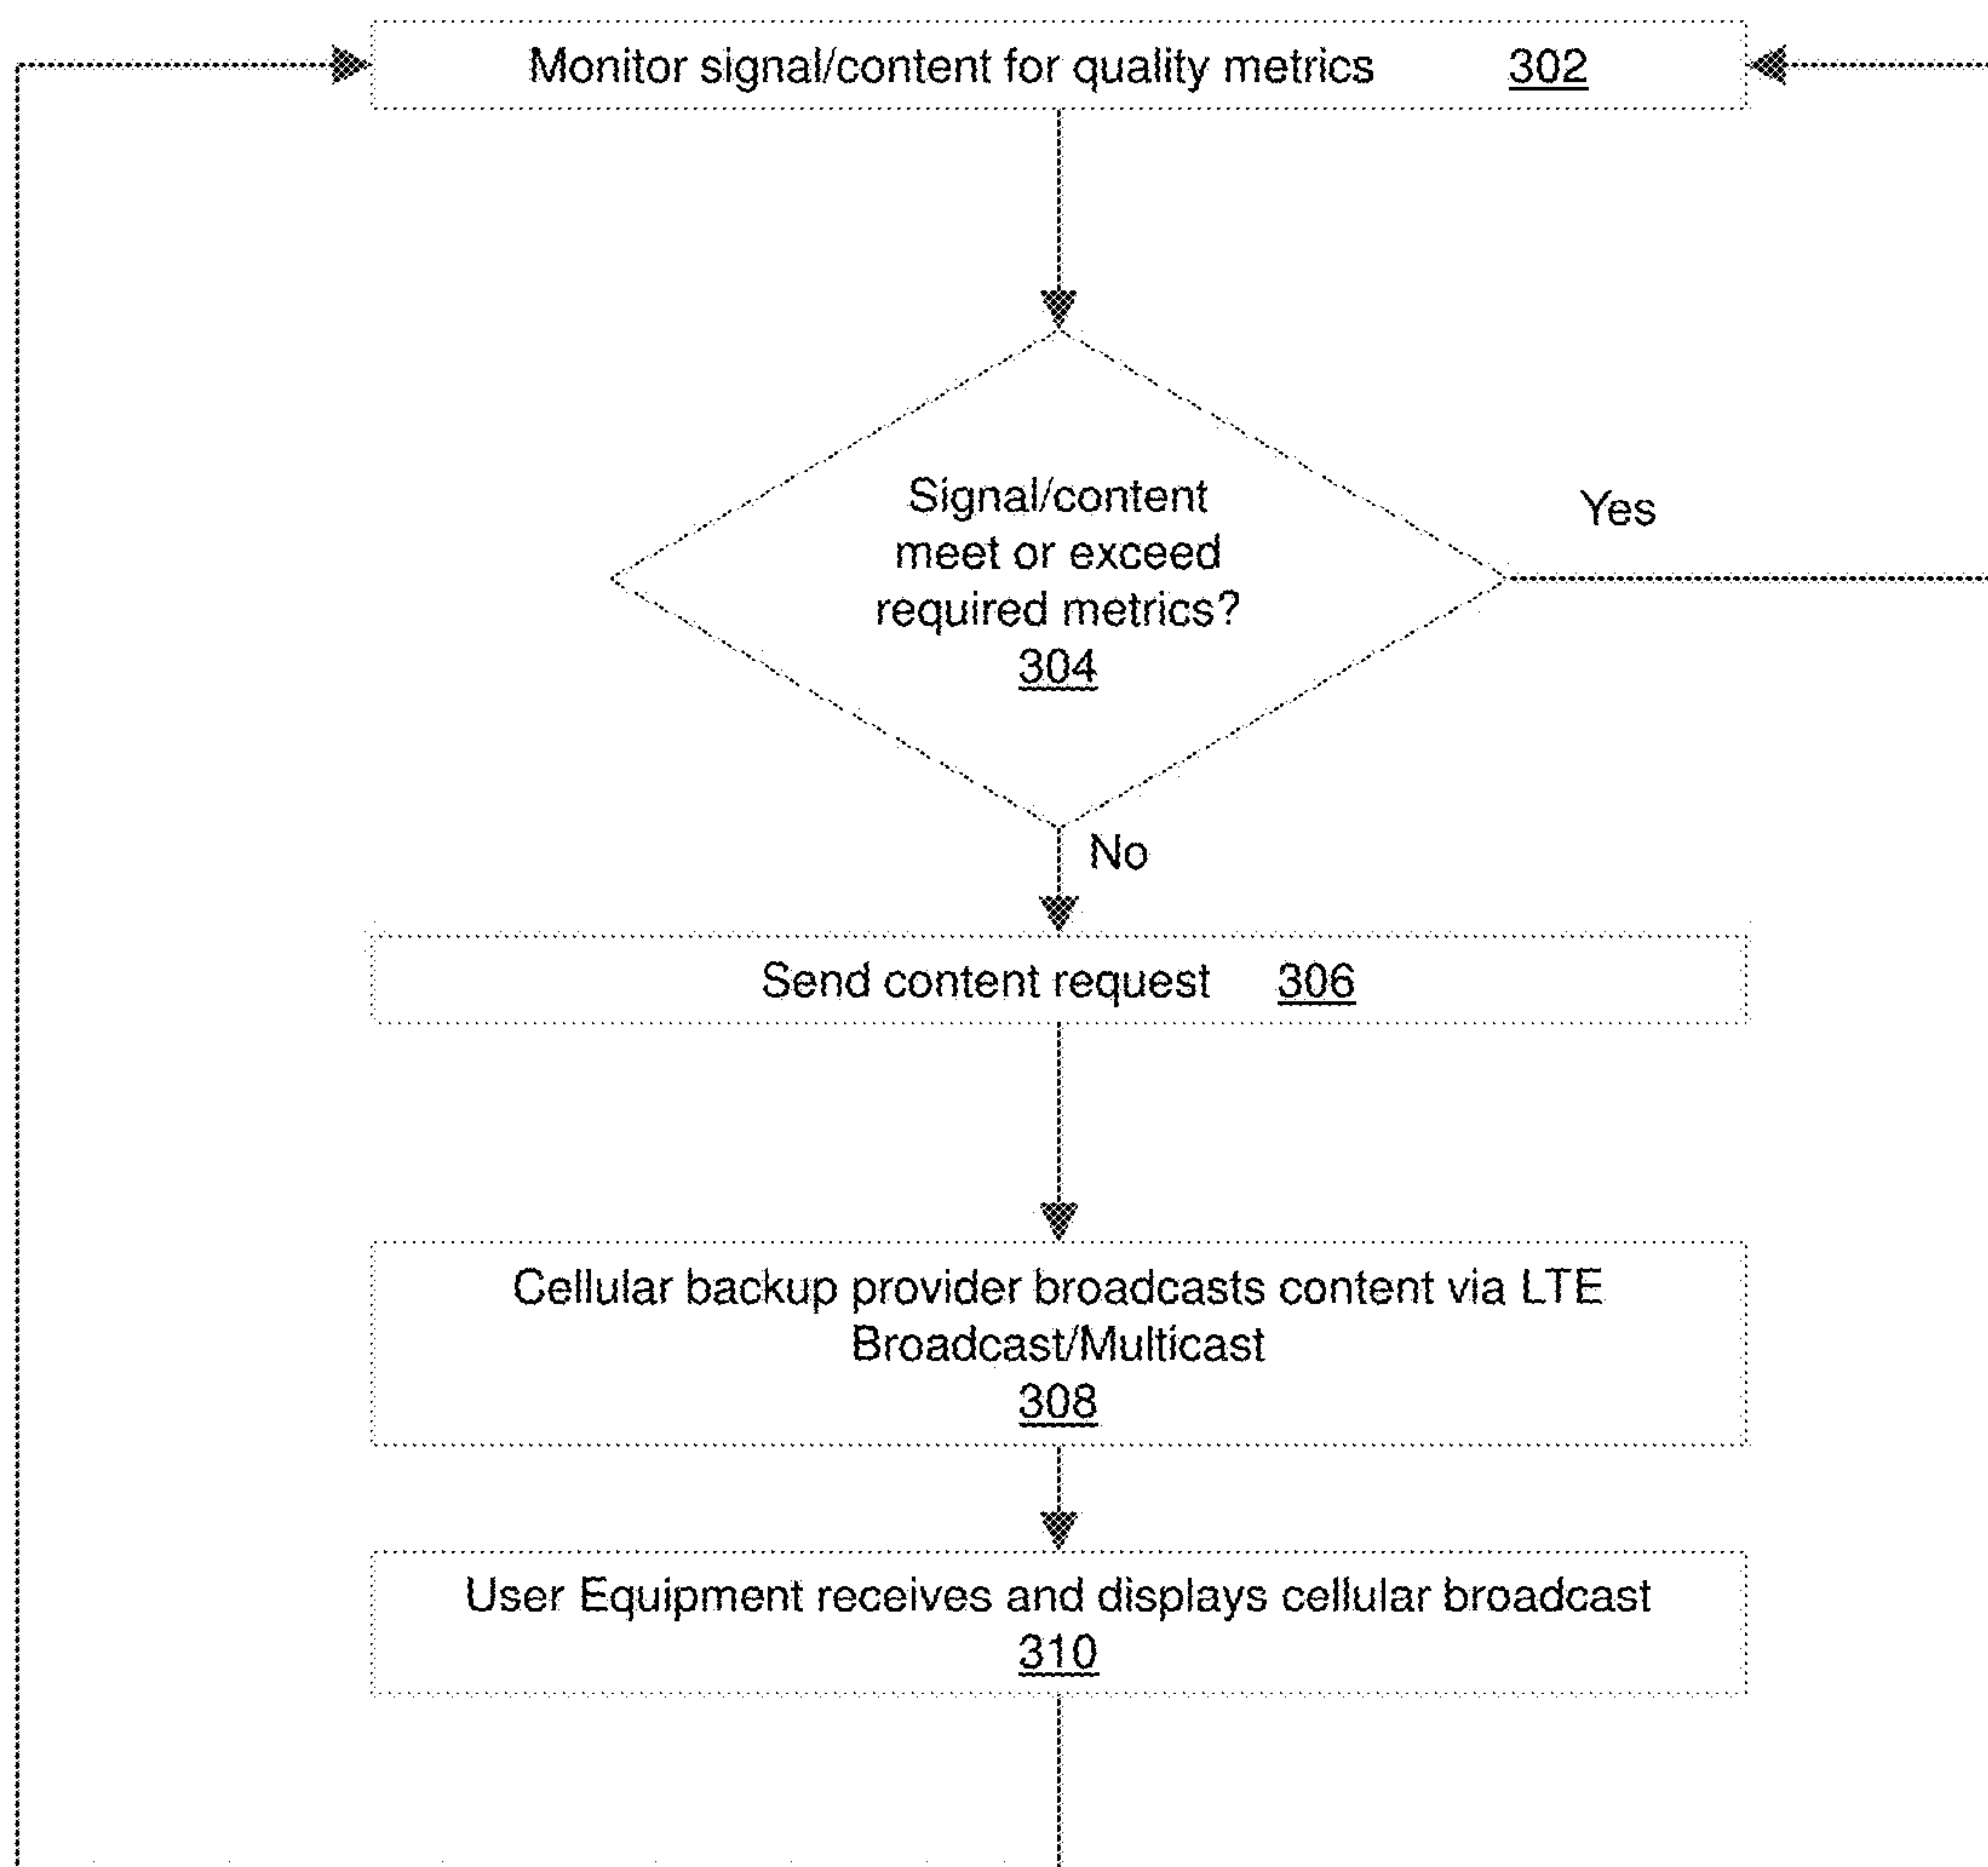 Monitor signal/content for quality metrics 302
Signal/content
meet or exceed
required metrics?
304
Yes
No
Send content request 306
Cellular backup provider broadcasts content via LTE
Broadcast/Multicast
308
User Equipment receives and displays cellular broadcast
310